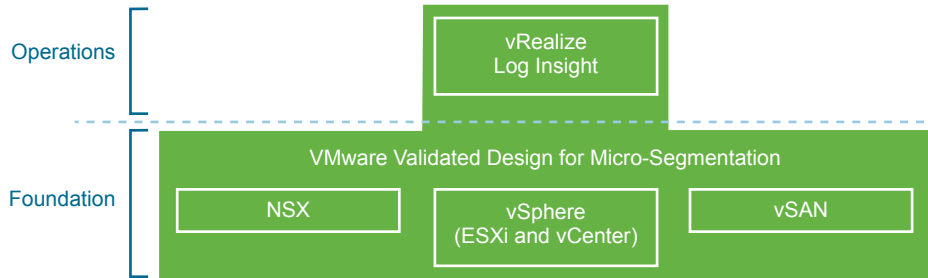 Operations
vRealize
Log Insight
VMware Validated Design for Micro-Segmentation
Foundation
NSX
vSphere
(ESXi and vCenter)
vSAN